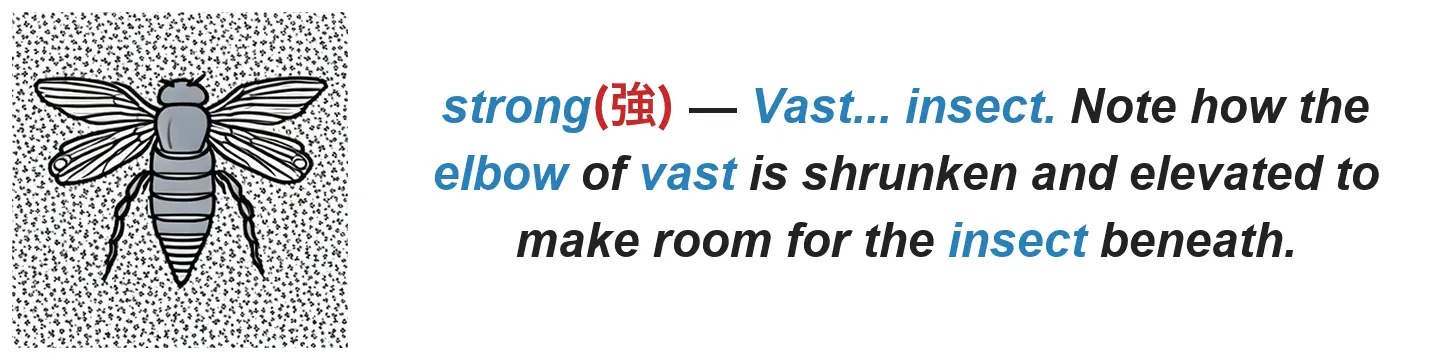 strong(強) — Vast... insect. Note how the
elbow of vast is shrunken and elevated to
make room for the insect beneath.